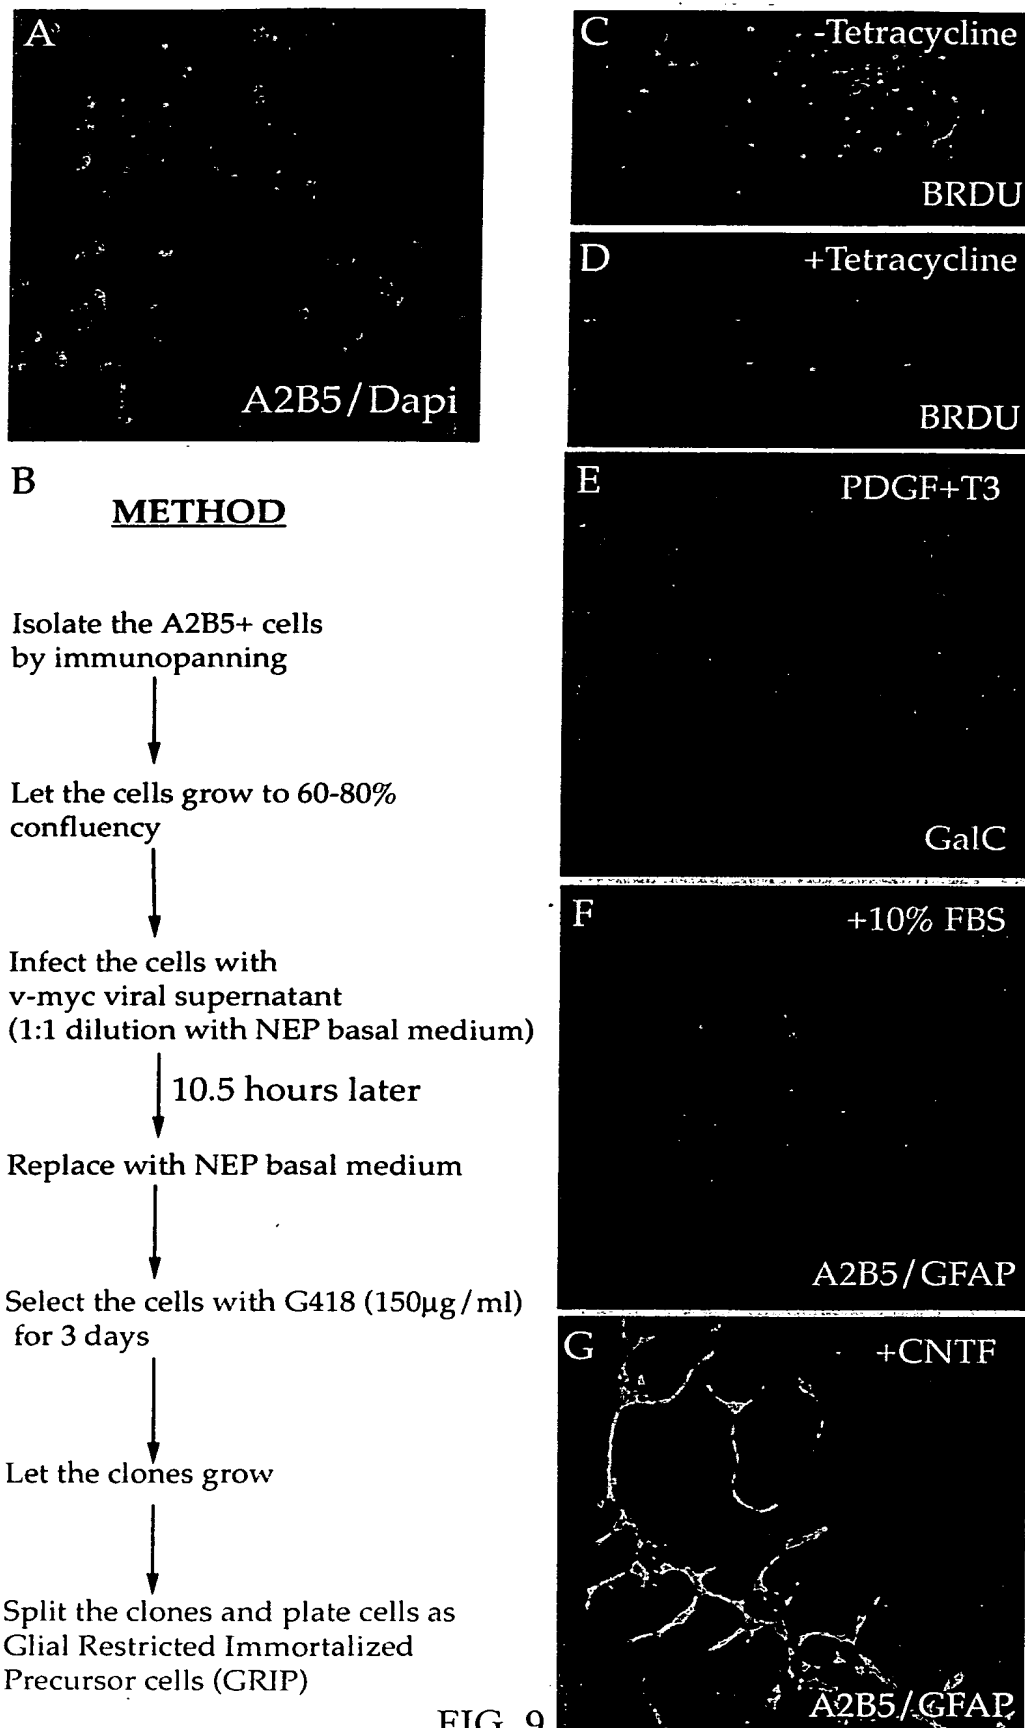 A
A2B5/Dapi
B
METHOD
Isolate the A2B5+ cells
by immunopanning
Let the cells grow to 60-80%
confluency
Infect the cells with
v-myc viral supernatant
(1:1 dilution with NEP basal medium)
10.5 hours later
Replace with NEP basal medium
Select the cells with G418 (150µg/ml)
for 3 days
Let the clones grow
Split the clones and plate cells as
Glial Restricted Immortalized
Precursor cells (GRIP)
C
-Tetracycline
BRDU
D
+Tetracycline
BRDU
E
PDGF+T3
GalC
F
+10% FBS
A2B5/GFAP
G
+CNTF
A2B5/GFAP
FIG. 9